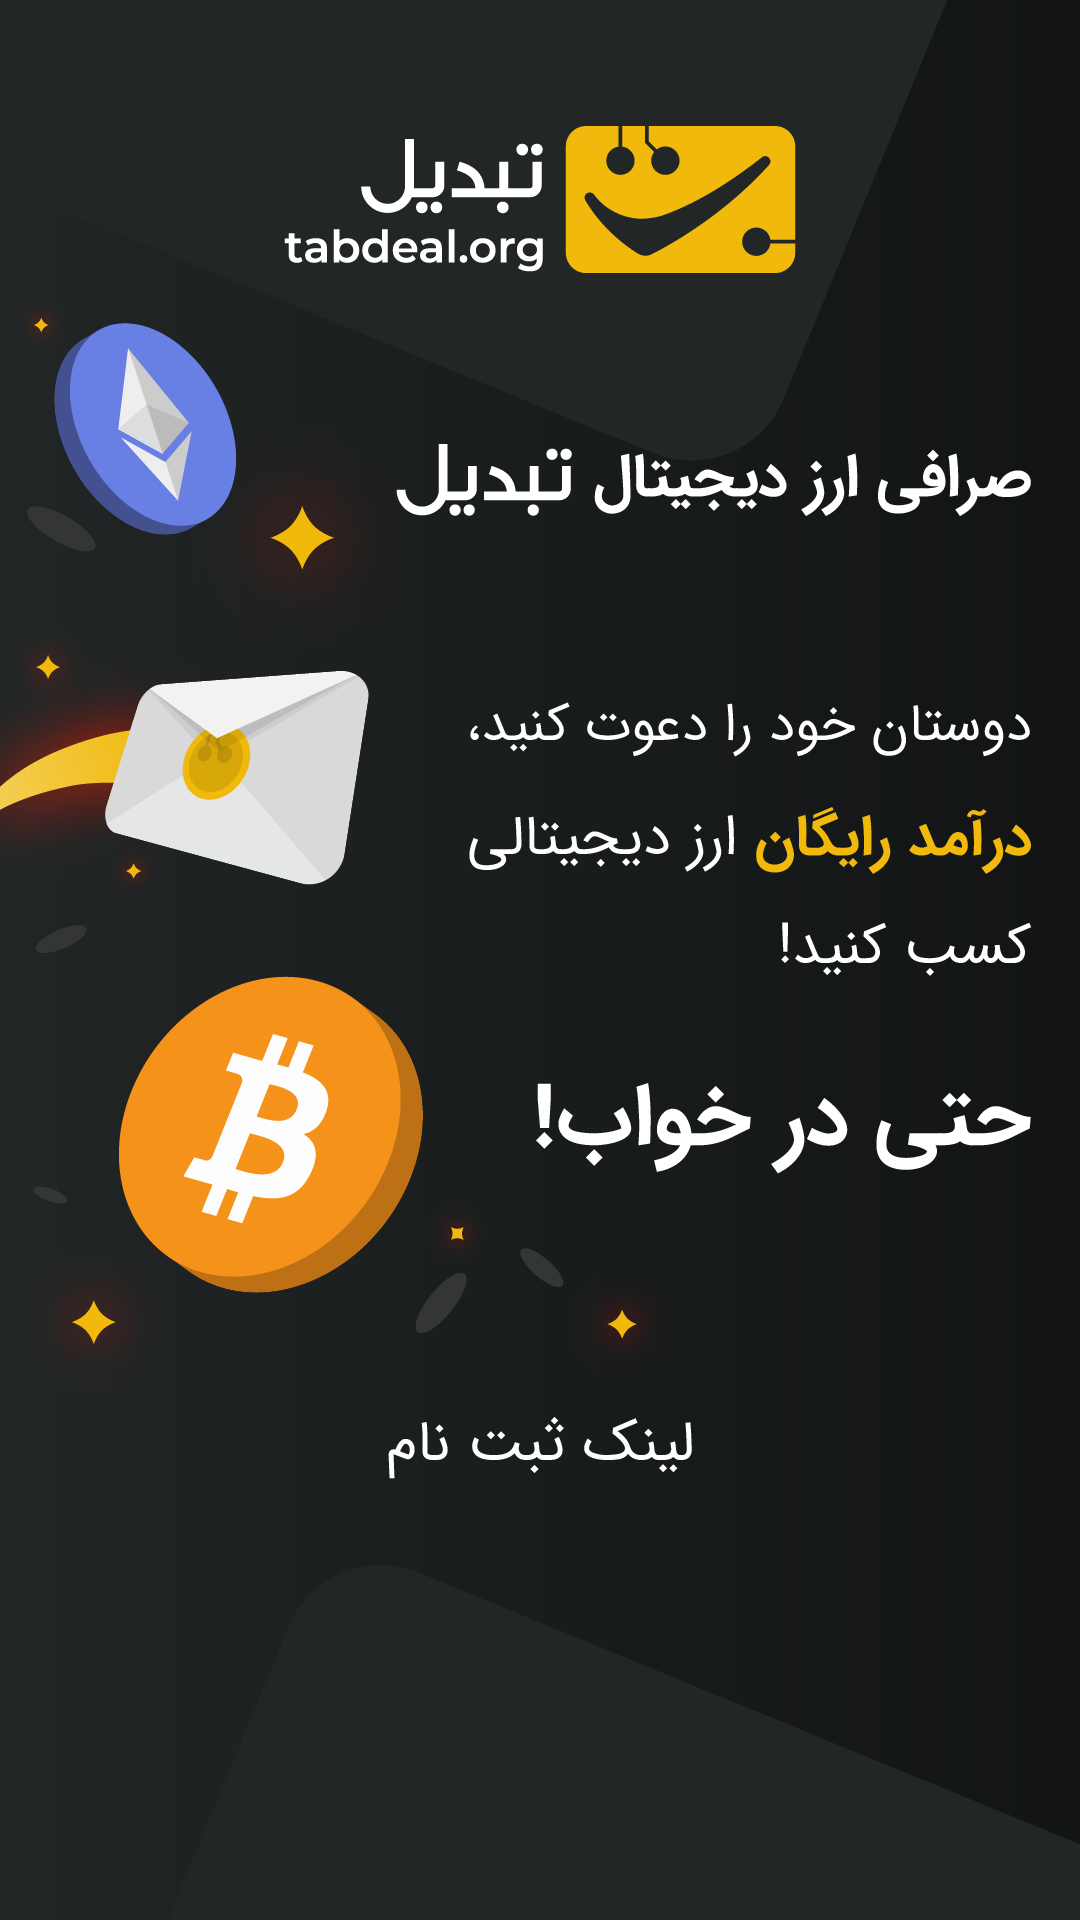 تبدیل
tabdeal.org
صرافی ارز دیجیتال تبدیل
دوستان خود را دعوت کنید،
درآمد رایگان ارز دیجیتالی
کسب کنید!
حتی در خواب!
لینک ثبت نام